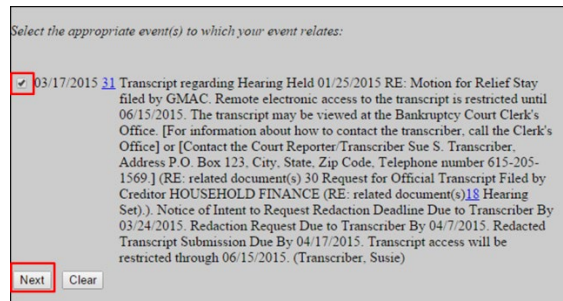 Select the appropriate event(s) to which your event relates:
03/17/2015 31 Transcript regarding Hearing Held 01/25/2015 RE: Motion for Relief Stay
filed by GMAC. Remote electronic access to the transcript is restricted until
06/15/2015. The transcript may be viewed at the Bankruptcy Court Clerk's
Office. [For information about how to contact the transcriber, call the Clerk's
Office] or [Contact the Court Reporter/Transcriber Sue S. Transcriber,
Address P.O. Box 123, City, State, Zip Code, Telephone number 615-205-
1569.] (RE: related document(s) 30 Request for Official Transcript Filed by
Creditor HOUSEHOLD FINANCE (RE: related document(s)18 Hearing
Set).). Notice of Intent to Request Redaction Deadline Due to Transcriber By
03/24/2015. Redaction Request Due to Transcriber By 04/7/2015. Redacted
Transcript Submission Due By 04/17/2015. Transcript access will be
restricted through 06/15/2015. (Transcriber, Susie)
Next Clear